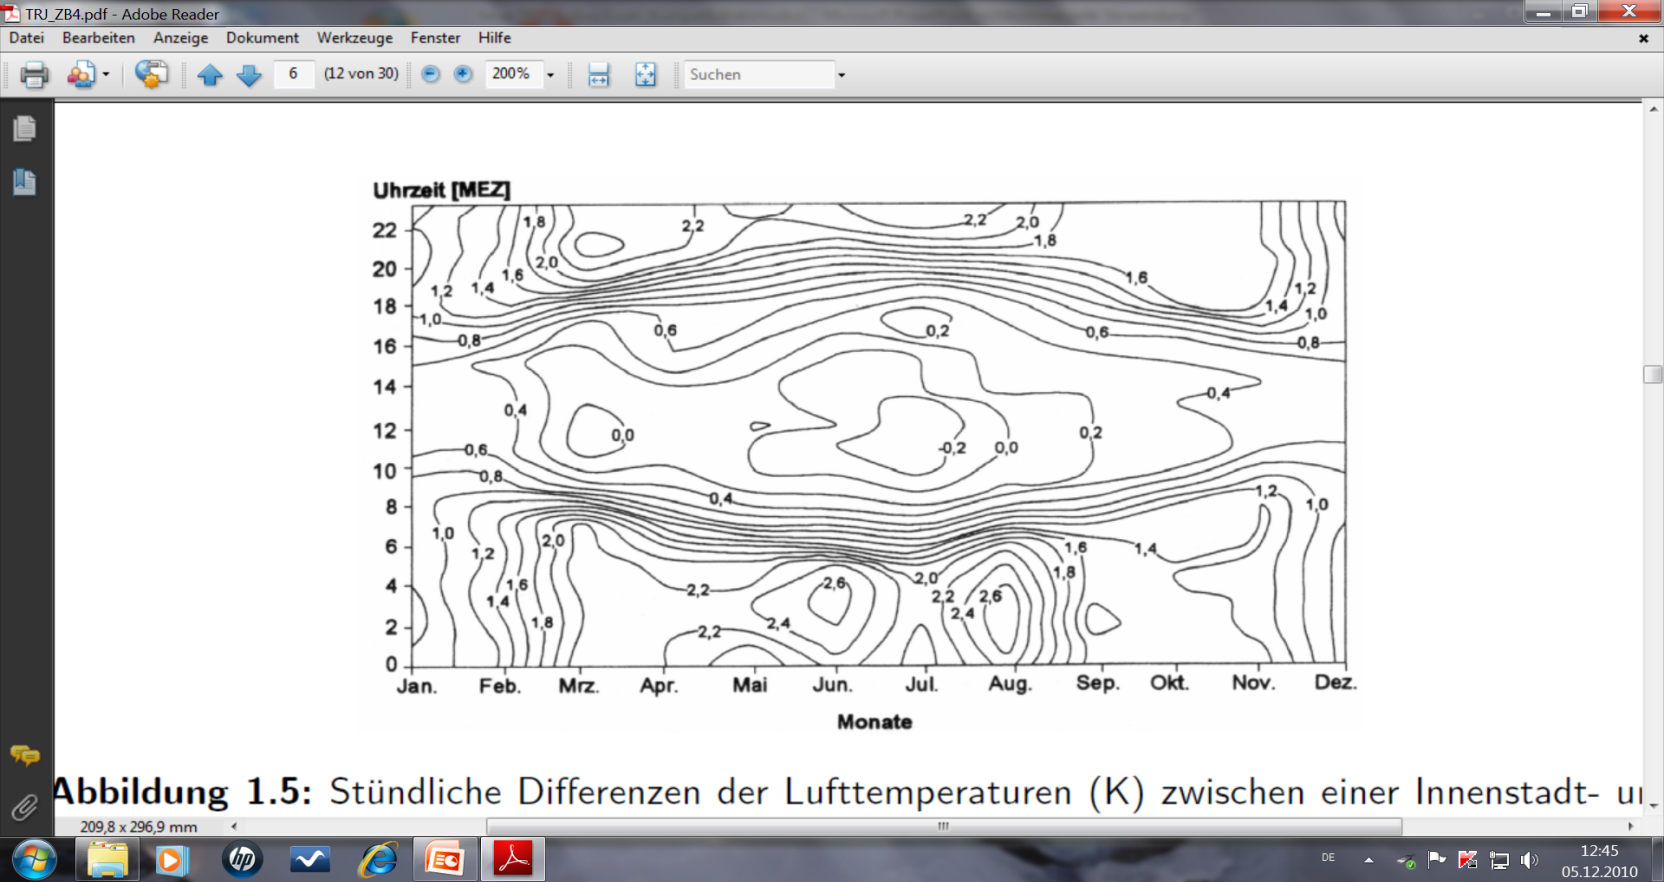 TRJ_ZB4.pdf - Adobe Reader
Datei Bearbeiten Anzeige Dokument Werkzeuge Fenster Hilfe
6 (12 von 30) 200% Suchen
Uhrzeit [MEZ]
22 1,8 2,2 2,2 2,0
1,8
20 1,6 2,0 1,6
1,2 1,4 1,2
18 1,4
1,0 0,6 0,2 0,6 1,0
16 0,8 0,8
14 0,4
0,4
12 0,0 0,2
0,6 -0,2 0,0
10 0,8
0,4 1,2
8 1,0
1,0 2,0 1,6 1,4
6 1,2
1,8
4 1,6 2,2 2,6 2,0
1,4 2,2 2,6
2,4
2 1,8 2,2 2,4
0
Jan. Feb. Mrz. Apr. Mai Jun. Jul. Aug. Sep. Okt. Nov. Dez.
Monate
Abbildung 1.5: Stündliche Differenzen der Lufttemperaturen (K) zwischen einer Innenstadt-
209,8 x 296,9 mm
hp
DE
12:45
05.12.2010